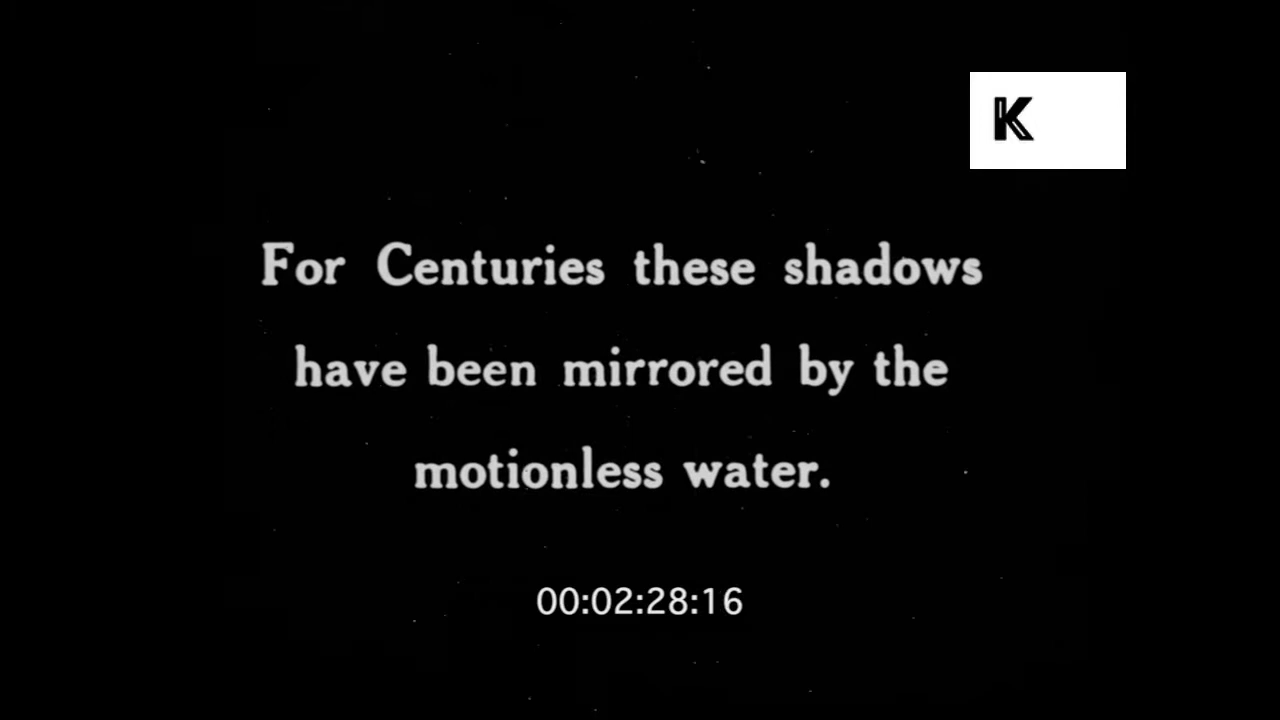 K
For Centuries these shadows
have been mirrored by the
motionless water.
00:02:28:16